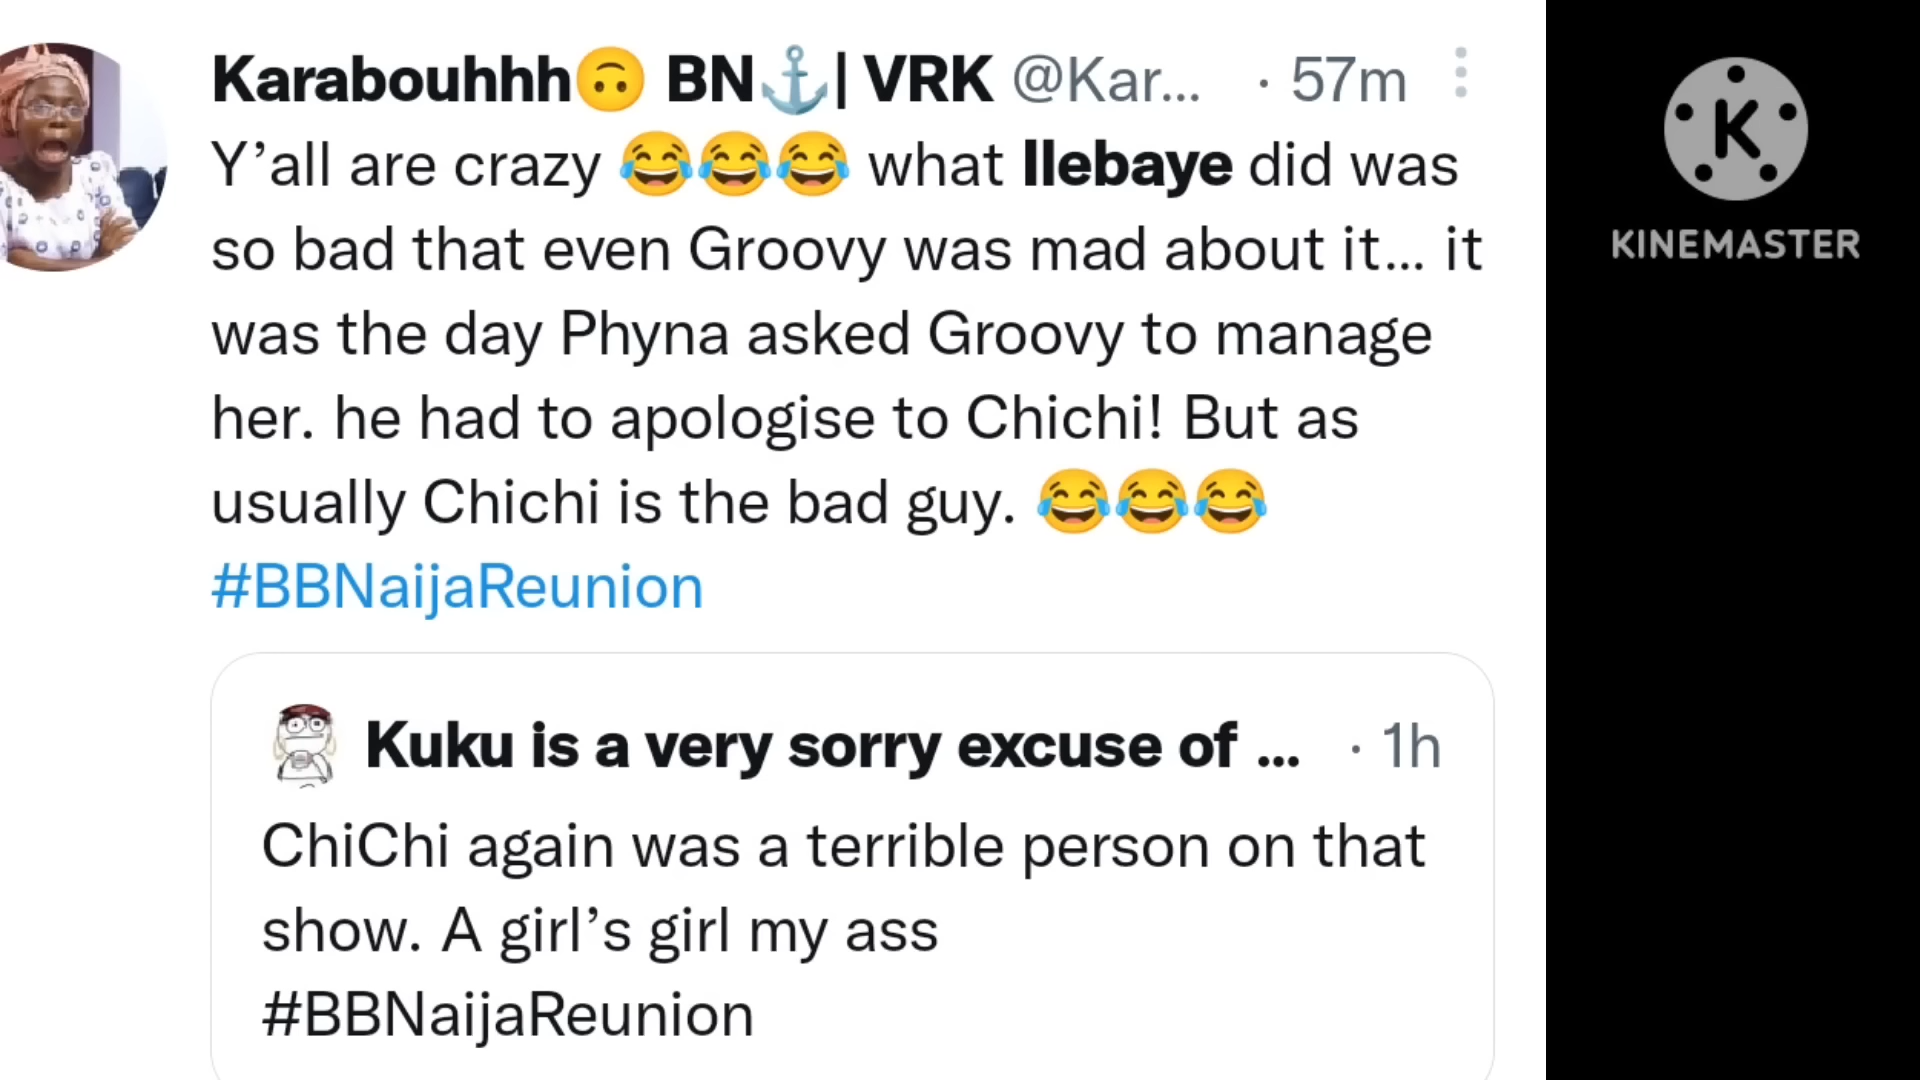 Karabouhhh🙃 BN⚓| VRK @Kar... · 57m
Y’all are crazy 😂😂😂 what Ilebaye did was
so bad that even Groovy was mad about it... it
was the day Phyna asked Groovy to manage
her. he had to apologise to Chichi! But as
usually Chichi is the bad guy. 😂😂😂
#BBNaijaReunion
Kuku is a very sorry excuse of ... · 1h
ChiChi again was a terrible person on that
show. A girl’s girl my ass
#BBNaijaReunion
K
KINEMASTER